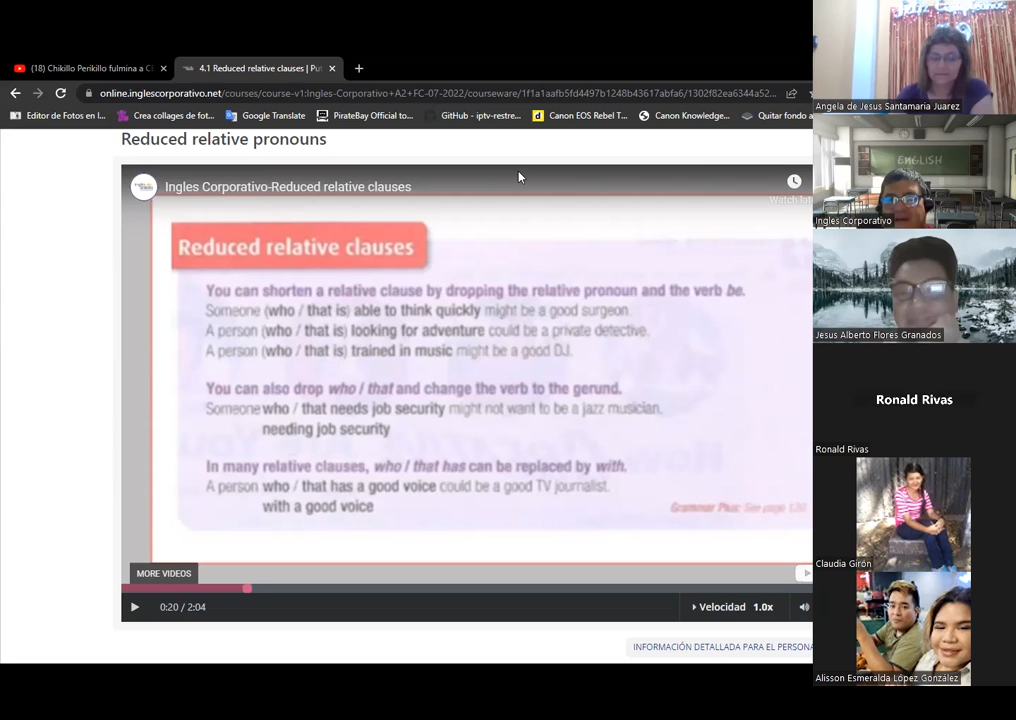 (18) Chikillo Perikillo fulmina a C
4.1 Reduced relative clauses | Pu
online.inglescorporativo.net/courses/course-v1:Ingles-Corporativo+A2+FC-07-2022/courseware/1f1a1aafb5fd4497b1248b43617abfa6/1302f82ea6344a52...
Editor de Fotos en l... Crea collages de fot... Google Translate PirateBay Official to... GitHub - iptv-restre... Canon EOS Rebel T... Canon Knowledge... Quitar fondo a
Reduced relative pronouns
Ingles Corporativo-Reduced relative clauses
Watch lat
Reduced relative clauses
You can shorten a relative clause by dropping the relative pronoun and the verb be.
Someone (who / that is) able to think quickly might be a good surgeon.
A person (who / that is) looking for adventure could be a private detective.
A person (who / that is) trained in music might be a good DJ.
You can also drop who / that and change the verb to the gerund.
Someone who / that needs job security might not want to be a jazz musician.
needing job security
In many relative clauses, who / that has can be replaced by with.
A person who / that has a good voice could be a good TV journalist.
with a good voice
Grammar Plus: See page
MORE VIDEOS
0:20 / 2:04
Velocidad 1.0x
INFORMACIÓN DETALLADA PARA EL PERSONA
Angela de Jesus Santamaria Juarez
ENGLISH
Ingles Corporativo
Jesus Alberto Flores Granados
Ronald Rivas
Ronald Rivas
Claudia Girón
Alisson Esmeralda López González